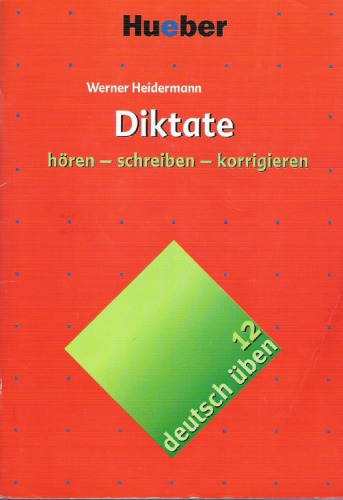 Hueber
Werner Heidermann
Diktate
hören – schreiben – korrigieren
12
deutsch üben